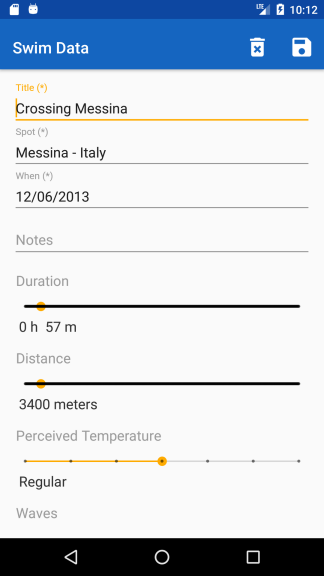 LTE 10:12
Swim Data
Title (*)
Crossing Messina
Spot (*)
Messina - Italy
When (*)
12/06/2013
Notes
Duration
0 h 57 m
Distance
3400 meters
Perceived Temperature
Regular
Waves